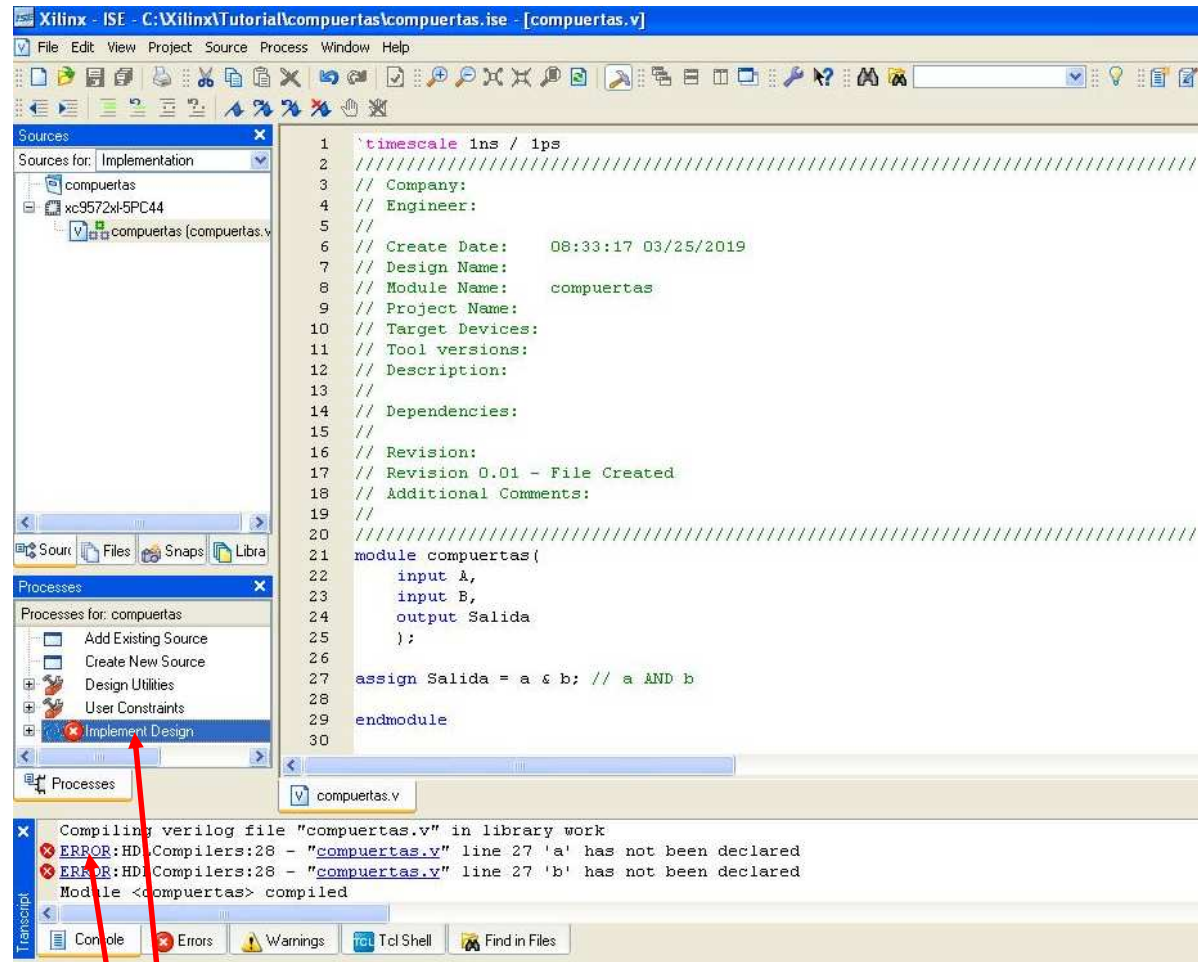 Xilinx - ISE - C:\Xilinx\Tutorial\compuertas\compuertas.ise - [compuertas.v]
File Edit View Project Source Process Window Help
Sources
Sources for: Implementation
compuertas
xc9572xl-5PC44
compuertas (compuertas.v
Sourc Files Snaps Libra
Processes
Processes for: compuertas
Add Existing Source
Create New Source
Design Utilities
User Constraints
Implement Design
Processes
1 `timescale 1ns / 1ps
2 //////////////////////////////////////////////////////////////////////////////////
3 // Company:
4 // Engineer:
5 //
6 // Create Date: 08:33:17 03/25/2019
7 // Design Name:
8 // Module Name: compuertas
9 // Project Name:
10 // Target Devices:
11 // Tool versions:
12 // Description:
13 //
14 // Dependencies:
15 //
16 // Revision:
17 // Revision 0.01 - File Created
18 // Additional Comments:
19 //
20 //////////////////////////////////////////////////////////////////////////////////
21 module compuertas(
22 input A,
23 input B,
24 output Salida
25 );
26
27 assign Salida = a & b; // a AND b
28
29 endmodule
30
compuertas.v
Compiling verilog file "compuertas.v" in library work
ERROR:HDLCompilers:28 - "compuertas.v" line 27 'a' has not been declared
ERROR:HDLCompilers:28 - "compuertas.v" line 27 'b' has not been declared
Module <compuertas> compiled
Transcript
Console Errors Warnings Tcl Shell Find in Files